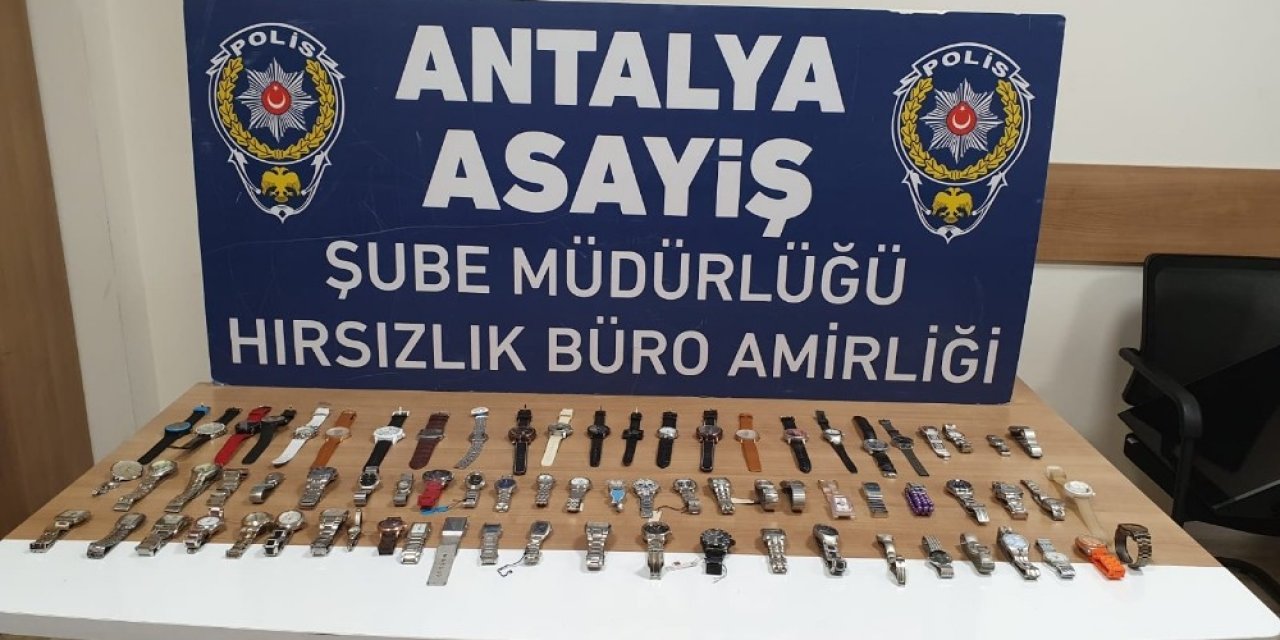 POLİS
POLİS
ANTALYA
ASAYİŞ
ŞUBE MÜDÜRLÜĞÜ
HIRSIZLIK BÜRO AMİRLİĞİ